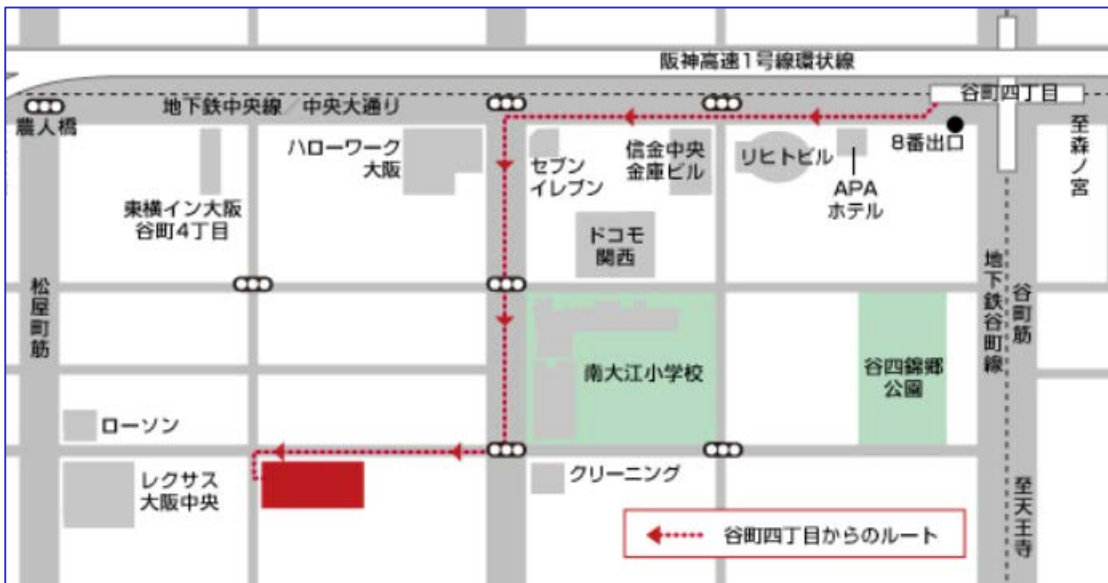 阪神高速1号線環状線
地下鉄中央線／中央大通り
谷町四丁目
農人橋
8番出口
至森ノ宮
ハローワーク
大阪
セブン
イレブン
信金中央
金庫ビル
リヒトビル
APA
ホテル
東横イン大阪
谷町4丁目
ドコモ
関西
松屋町筋
地下鉄谷町線
谷町筋
南大江小学校
谷四錦郷
公園
ローソン
レクサス
大阪中央
クリーニング
至天王寺
谷町四丁目からのルート